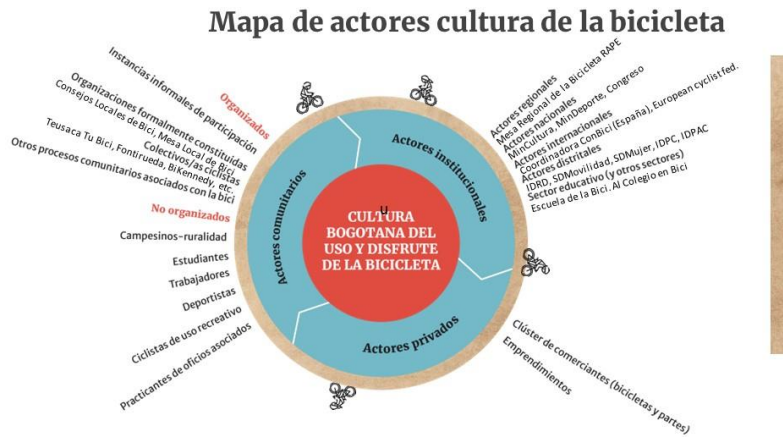 Mapa de actores cultura de la bicicleta
Organizados
Instancias informales de participación
Organizaciones formalmente constituidas
Consejos Locales de Bici, Mesa Local de Bici
Colectivos/as ciclistas
Teusaca Tu Bici, Fontirueda, BiKennedy, etc.
Otros procesos comunitarios asociados con la bici
No organizados
Campesinos-ruralidad
Estudiantes
Trabajadores
Deportistas
Ciclistas de uso recreativo
Practicantes de oficios asociados
Actores comunitarios
Actores institucionales
Actores privados
U
CULTURA
BOGOTANA DEL
USO Y DISFRUTE
DE LA BICICLETA
Actores regionales
Mesa Regional de la Bicicleta RAPE
Actores nacionales
MinCultura, MinDeporte, Congreso
Actores internacionales
Coordinadora ConBici (España), European cyclist fed.
Actores distritales
IDRD, SDMovilidad, SDMujer, IDPC, IDPAC
Sector educativo (y otros sectores)
Escuela de la Bici. Al Colegio en Bici
Clúster de comerciantes (bicicletas y partes)
Emprendimientos